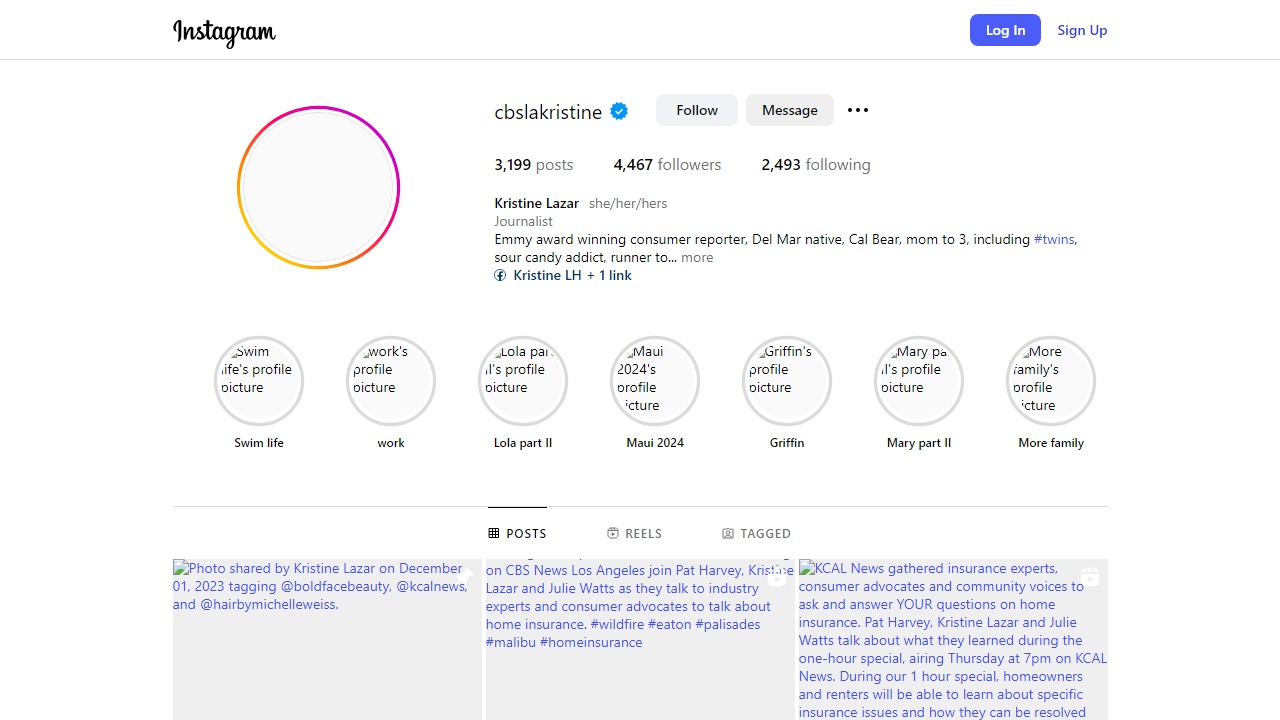 Instagram
Log In
Sign Up
cbslakristine
Follow
Message
3,199 posts
4,467 followers
2,493 following
Kristine Lazar she/her/hers
Journalist
Emmy award winning consumer reporter, Del Mar native, Cal Bear, mom to 3, including #twins,
sour candy addict, runner to... more
Kristine LH + 1 link
Swim
life's profile
picture
work's
profile
picture
Lola part
II's profile
picture
Maui
2024's
profile
picture
Griffin's
profile
picture
Mary part
II's profile
picture
More
family's
profile
picture
Swim life
work
Lola part II
Maui 2024
Griffin
Mary part II
More family
POSTS
REELS
TAGGED
Photo shared by Kristine Lazar on December
01, 2023 tagging @boldfacebeauty, @kcalnews,
and @hairbymichelleweiss.
on CBS News Los Angeles join Pat Harvey, Kristine
Lazar and Julie Watts as they talk to industry
experts and consumer advocates to talk about
home insurance. #wildfire #eaton #palisades
#malibu #homeinsurance
KCAL News gathered insurance experts,
consumer advocates and community voices to
ask and answer YOUR questions on home
insurance. Pat Harvey, Kristine Lazar and Julie
Watts talk about what they learned during the
one-hour special, airing Thursday at 7pm on KCAL
News. During our 1 hour special, homeowners
and renters will be able to learn about specific
insurance issues and how they can be resolved